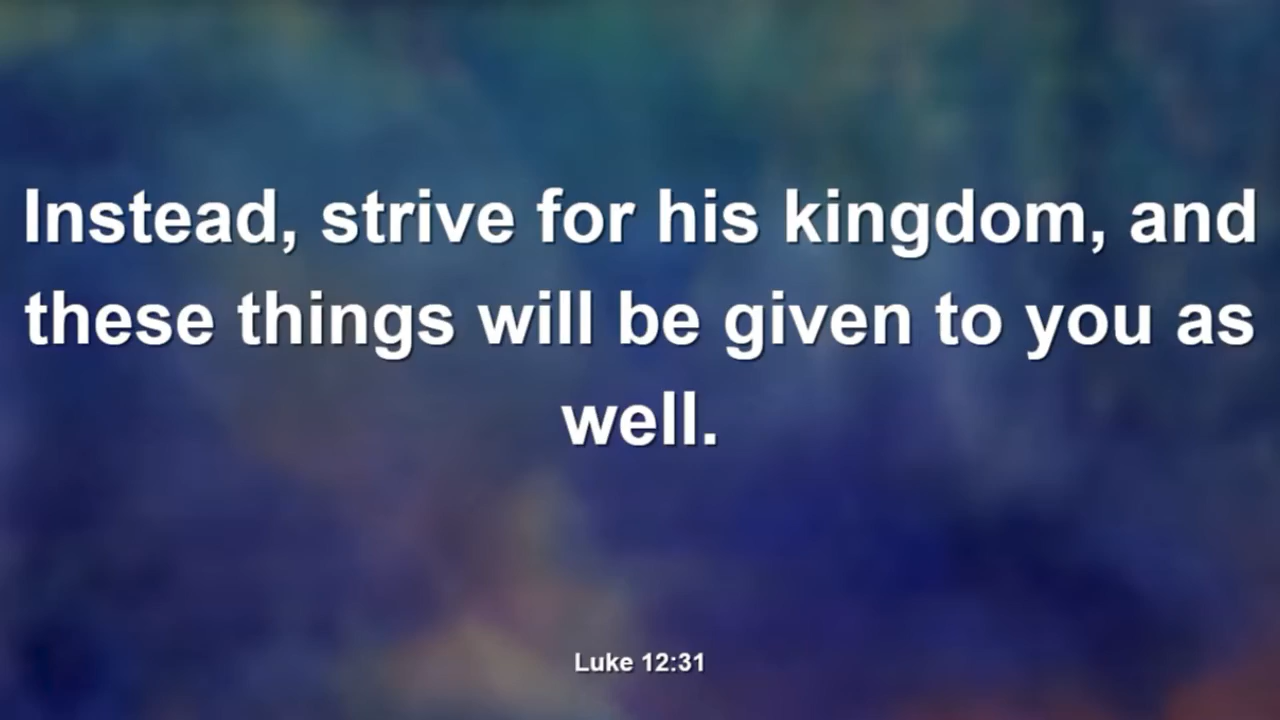 Instead, strive for his kingdom, and
these things will be given to you as
well.
Luke 12:31